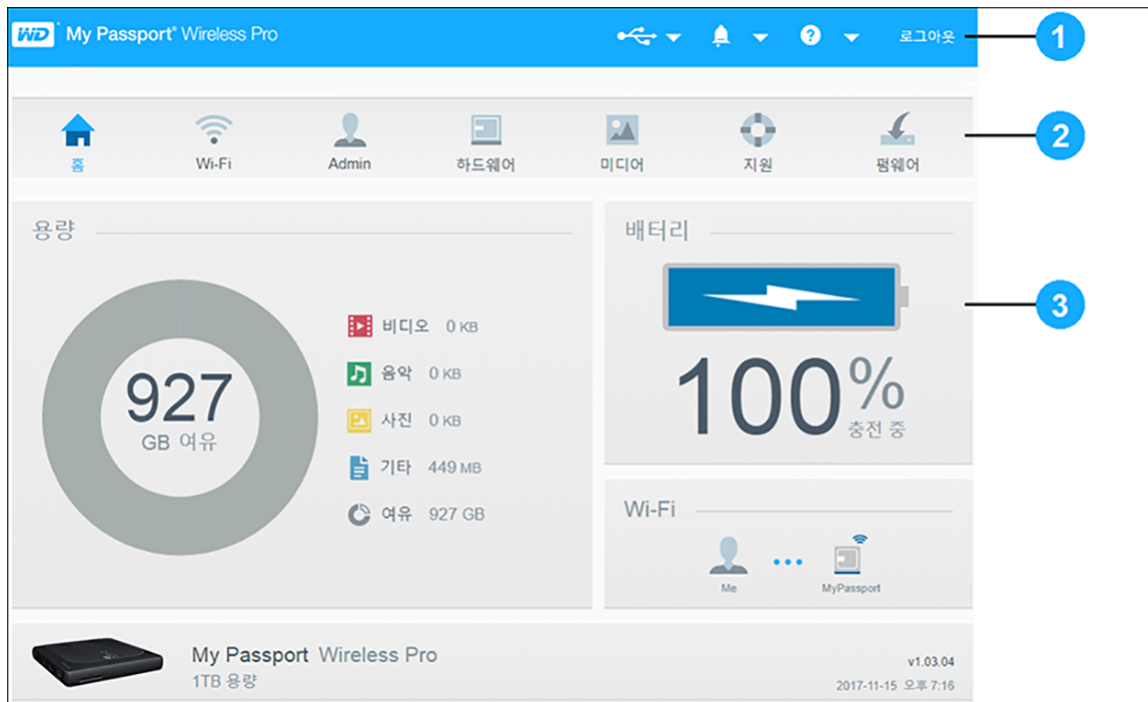 WD My Passport® Wireless Pro
로그아웃
1
홈
Wi-Fi
Admin
하드웨어
미디어
지원
펌웨어
2
용량
927
GB 여유
비디오 0 KB
음악 0 KB
사진 0 KB
기타 449 MB
여유 927 GB
배터리
100%
충전 중
3
Wi-Fi
Me
MyPassport
My Passport Wireless Pro
1TB 용량
v1.03.04
2017-11-15 오후 7:16